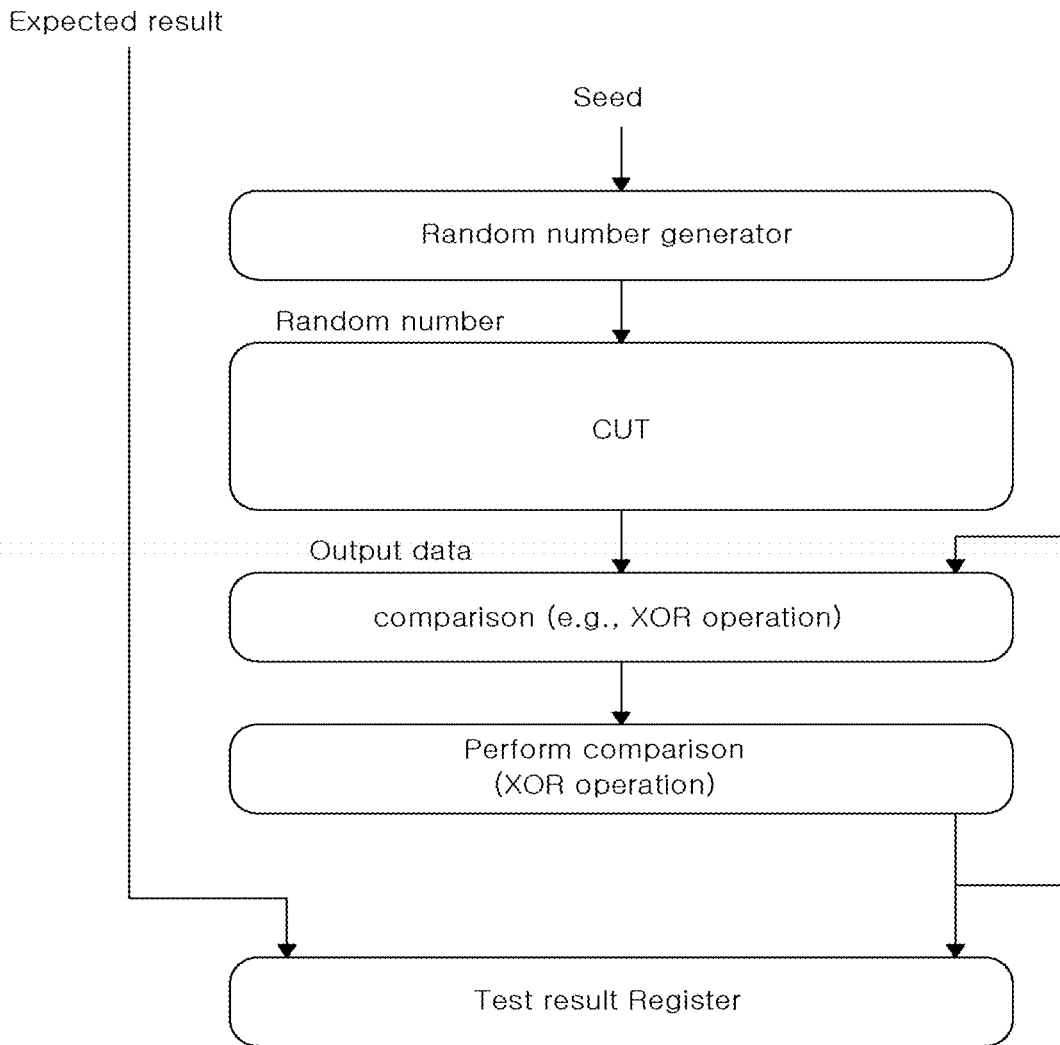 Expected result
Seed
Random number generator
Random number
CUT
Output data
comparison (e.g., XOR operation)
Perform comparison
(XOR operation)
Test result Register